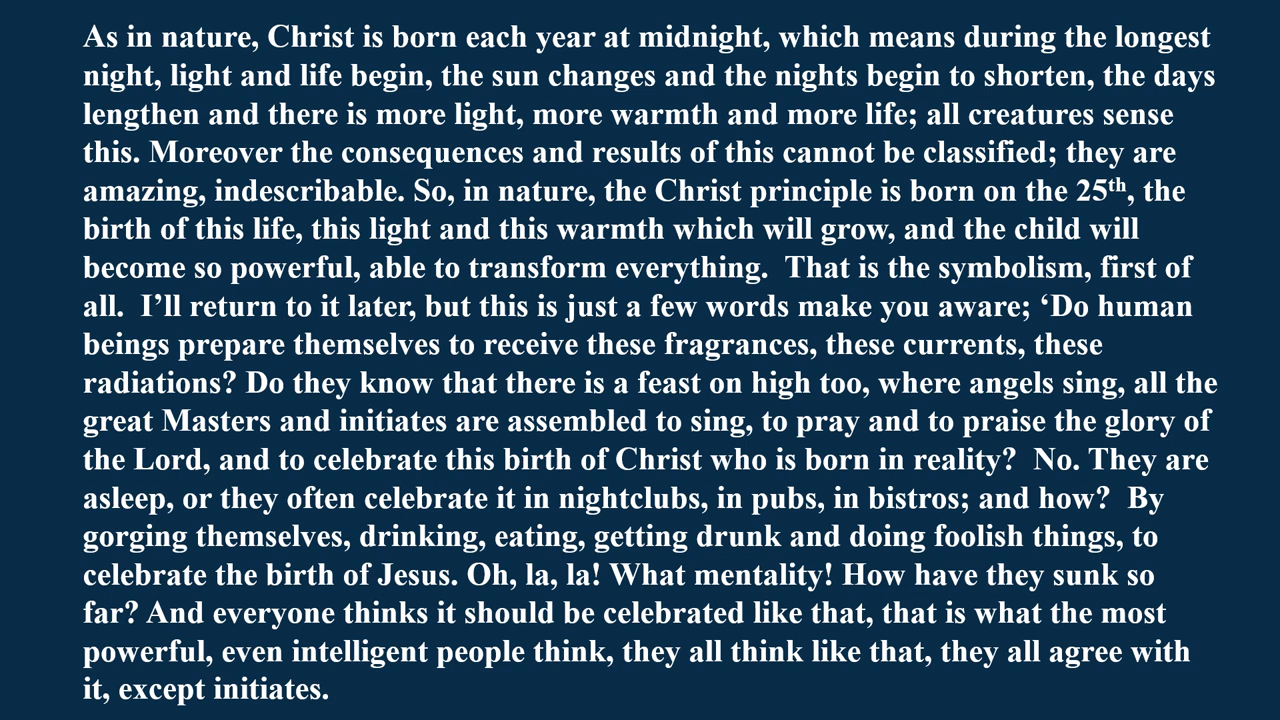 As in nature, Christ is born each year at midnight, which means during the longest
night, light and life begin, the sun changes and the nights begin to shorten, the days
lengthen and there is more light, more warmth and more life; all creatures sense
this. Moreover the consequences and results of this cannot be classified; they are
amazing, indescribable. So, in nature, the Christ principle is born on the 25th, the
birth of this life, this light and this warmth which will grow, and the child will
become so powerful, able to transform everything.  That is the symbolism, first of
all.  I’ll return to it later, but this is just a few words make you aware; ‘Do human
beings prepare themselves to receive these fragrances, these currents, these
radiations? Do they know that there is a feast on high too, where angels sing, all the
great Masters and initiates are assembled to sing, to pray and to praise the glory of
the Lord, and to celebrate this birth of Christ who is born in reality?  No. They are
asleep, or they often celebrate it in nightclubs, in pubs, in bistros; and how?  By
gorging themselves, drinking, eating, getting drunk and doing foolish things, to
celebrate the birth of Jesus. Oh, la, la! What mentality! How have they sunk so
far? And everyone thinks it should be celebrated like that, that is what the most
powerful, even intelligent people think, they all think like that, they all agree with
it, except initiates.